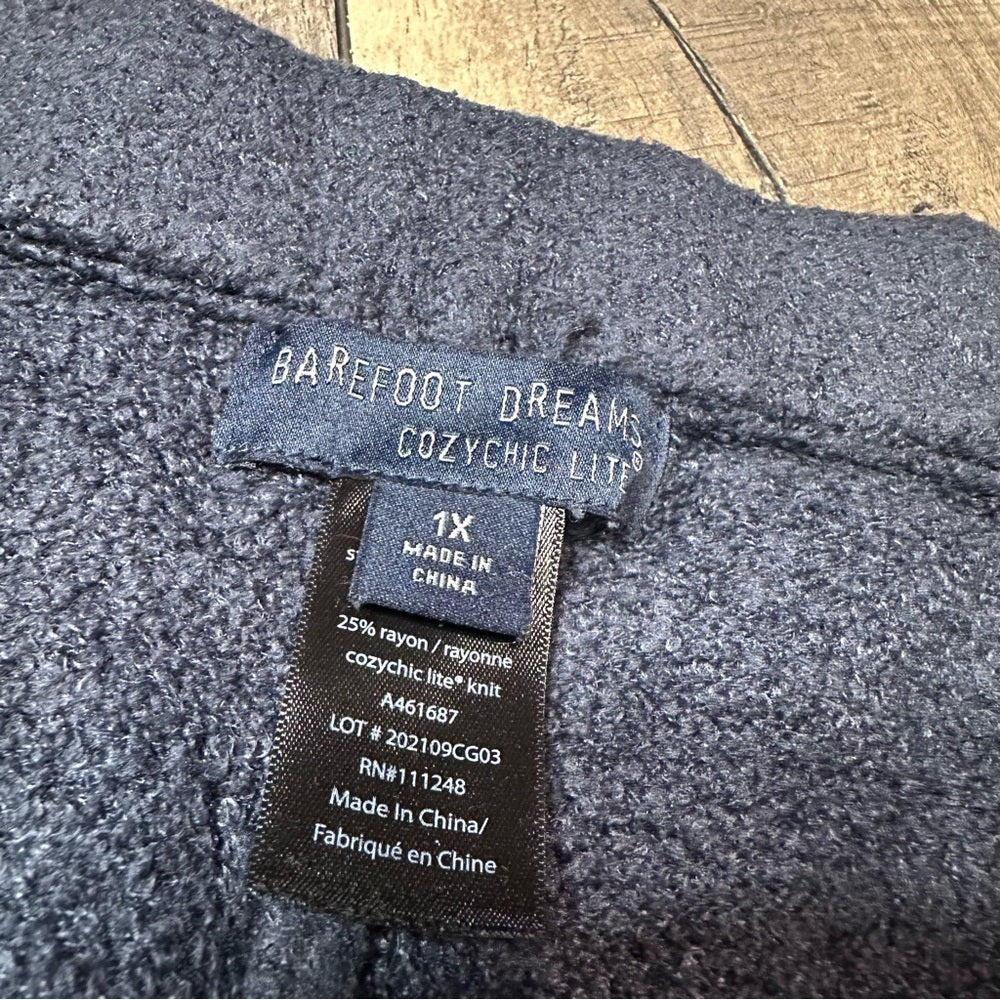 BAREFOOT DREAMS
COZYCHIC LITE®
1X
MADE IN
CHINA
25% rayon / rayonne
cozychic lite® knit
A461687
LOT # 202109CG03
RN#111248
Made In China/
Fabriqué en Chine